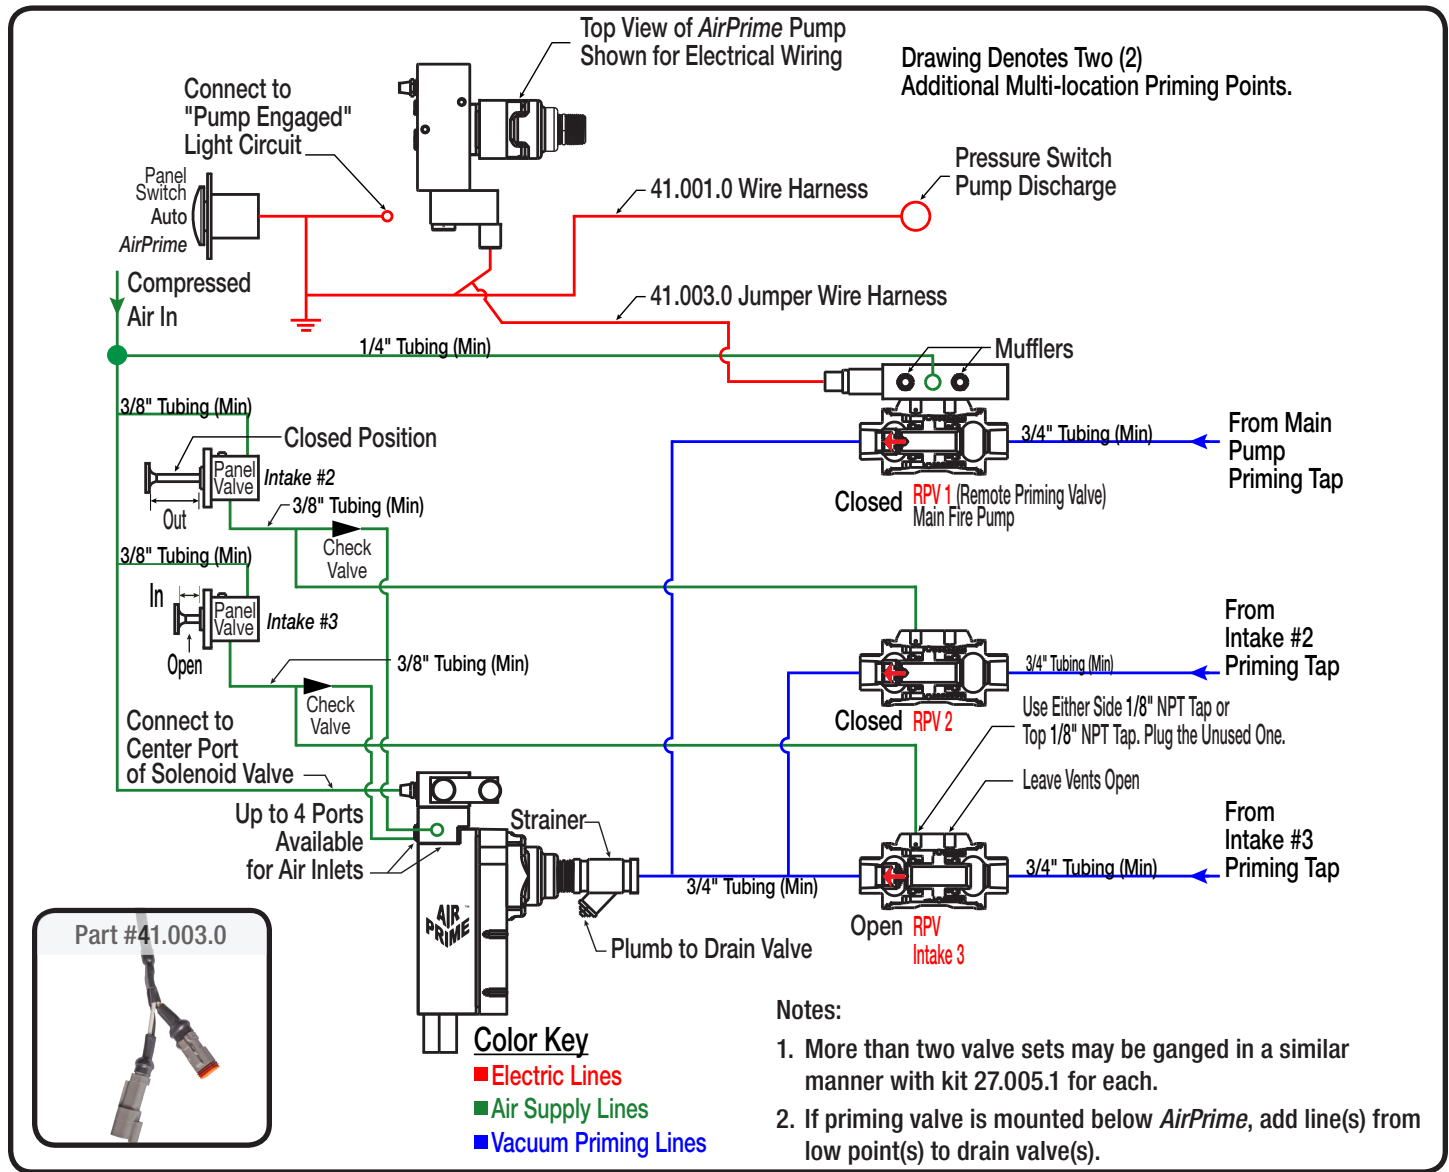 Top View of AirPrime Pump
Shown for Electrical Wiring
Drawing Denotes Two (2)
Additional Multi-location Priming Points.
Connect to
"Pump Engaged"
Light Circuit
Panel
Switch
Auto
AirPrime
41.001.0 Wire Harness
Pressure Switch
Pump Discharge
Compressed
Air In
41.003.0 Jumper Wire Harness
1/4" Tubing (Min)
Mufflers
3/8" Tubing (Min)
Closed Position
Panel
Valve
Intake #2
Out
3/8" Tubing (Min)
Check
Valve
3/4" Tubing (Min)
From Main
Pump
Priming Tap
Closed
RPV 1 (Remote Priming Valve)
Main Fire Pump
3/8" Tubing (Min)
In
Panel
Valve
Intake #3
Open
3/8" Tubing (Min)
Check
Valve
3/4" Tubing (Min)
From
Intake #2
Priming Tap
Closed
RPV 2
Use Either Side 1/8" NPT Tap or
Top 1/8" NPT Tap. Plug the Unused One.
Leave Vents Open
Connect to
Center Port
of Solenoid Valve
Up to 4 Ports
Available
for Air Inlets
Strainer
3/4" Tubing (Min)
3/4" Tubing (Min)
From
Intake #3
Priming Tap
Open
RPV
Intake 3
AIR
PRIME
™
Plumb to Drain Valve
Part #41.003.0
Color Key
Electric Lines
Air Supply Lines
Vacuum Priming Lines
Notes:
1. More than two valve sets may be ganged in a similar
manner with kit 27.005.1 for each.
2. If priming valve is mounted below AirPrime, add line(s) from
low point(s) to drain valve(s).